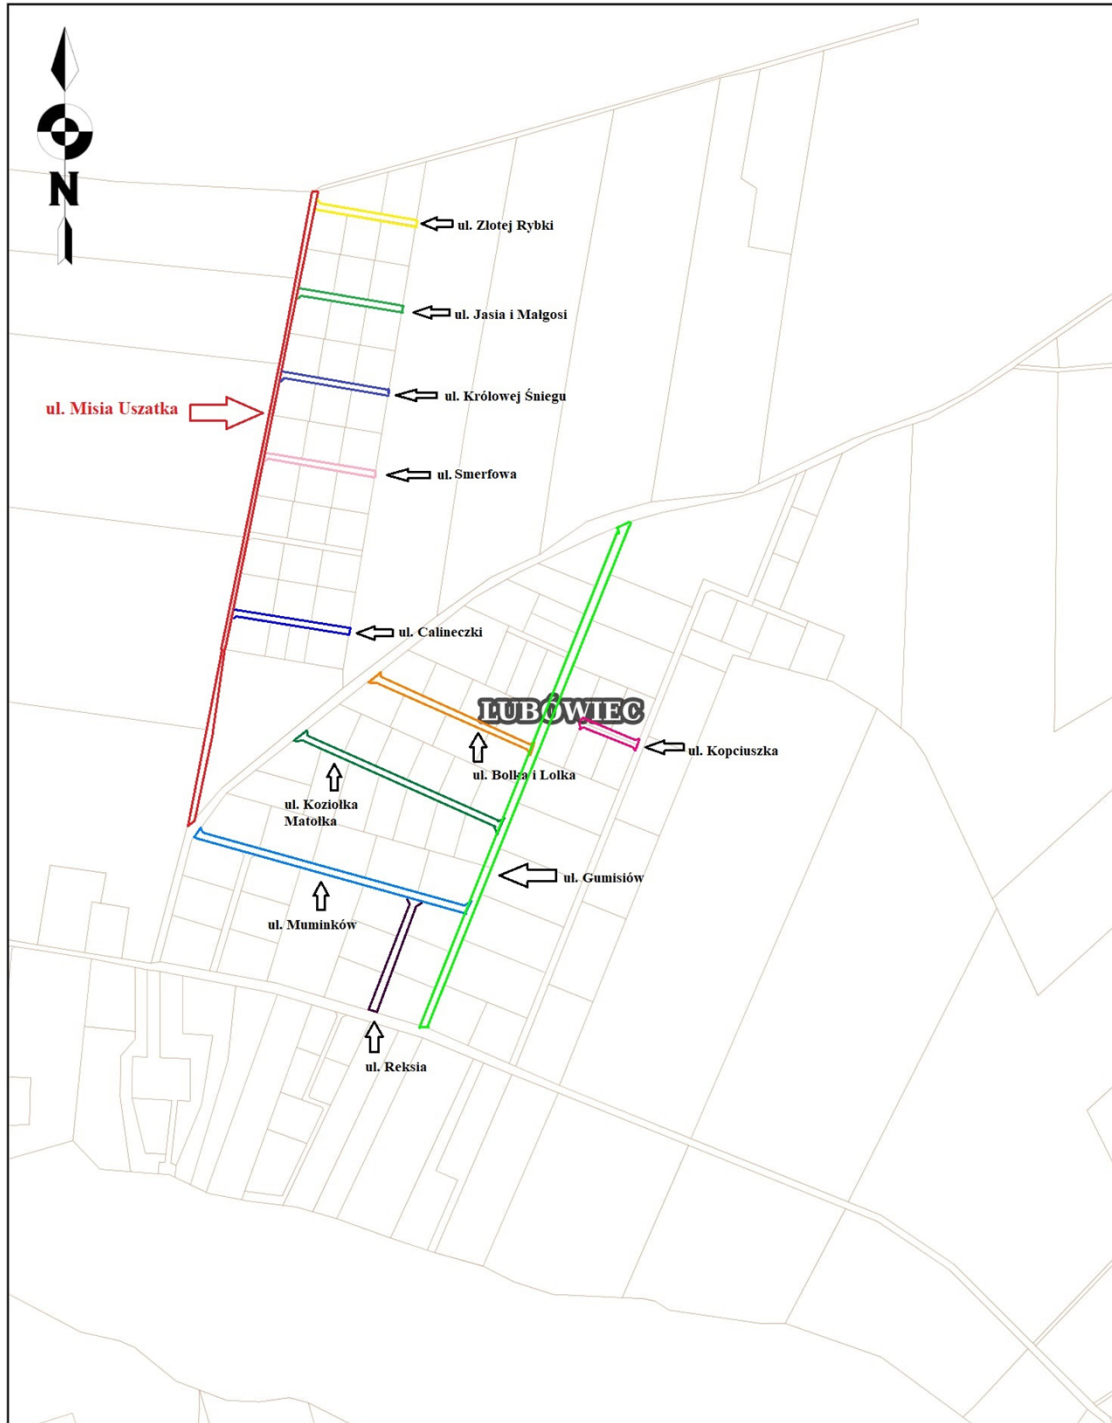 N
ul. Złotej Rybki
ul. Jasia i Małgosi
ul. Królowej Śniegu
ul. Misia Uszatka
ul. Smerfowa
ul. Calineczki
LUBÓWIEC
ul. Kopciuszka
ul. Bolka i Lolka
ul. Koziołka
Matołka
ul. Gumisiów
ul. Muminków
ul. Reksia